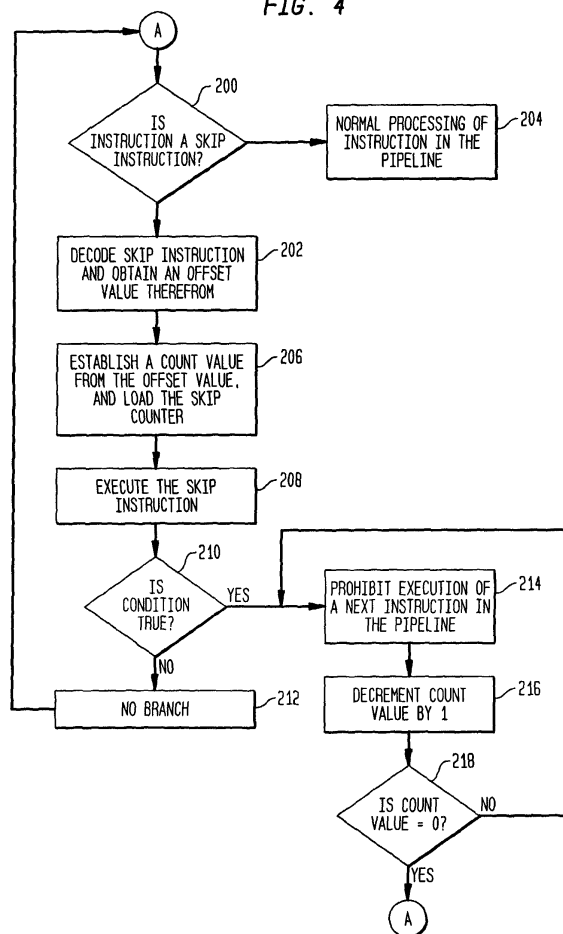 FIG. 4
A
200
IS
INSTRUCTION A SKIP
INSTRUCTION?
NORMAL PROCESSING OF
INSTRUCTION IN THE
PIPELINE
204
DECODE SKIP INSTRUCTION
AND OBTAIN AN OFFSET
VALUE THEREFROM
202
ESTABLISH A COUNT VALUE
FROM THE OFFSET VALUE,
AND LOAD THE SKIP
COUNTER
206
EXECUTE THE SKIP
INSTRUCTION
208
210
IS
CONDITION
TRUE?
YES
NO
PROHIBIT EXECUTION OF
A NEXT INSTRUCTION IN
THE PIPELINE
214
NO BRANCH
212
DECREMENT COUNT
VALUE BY 1
216
218
IS COUNT
VALUE = 0?
NO
YES
A